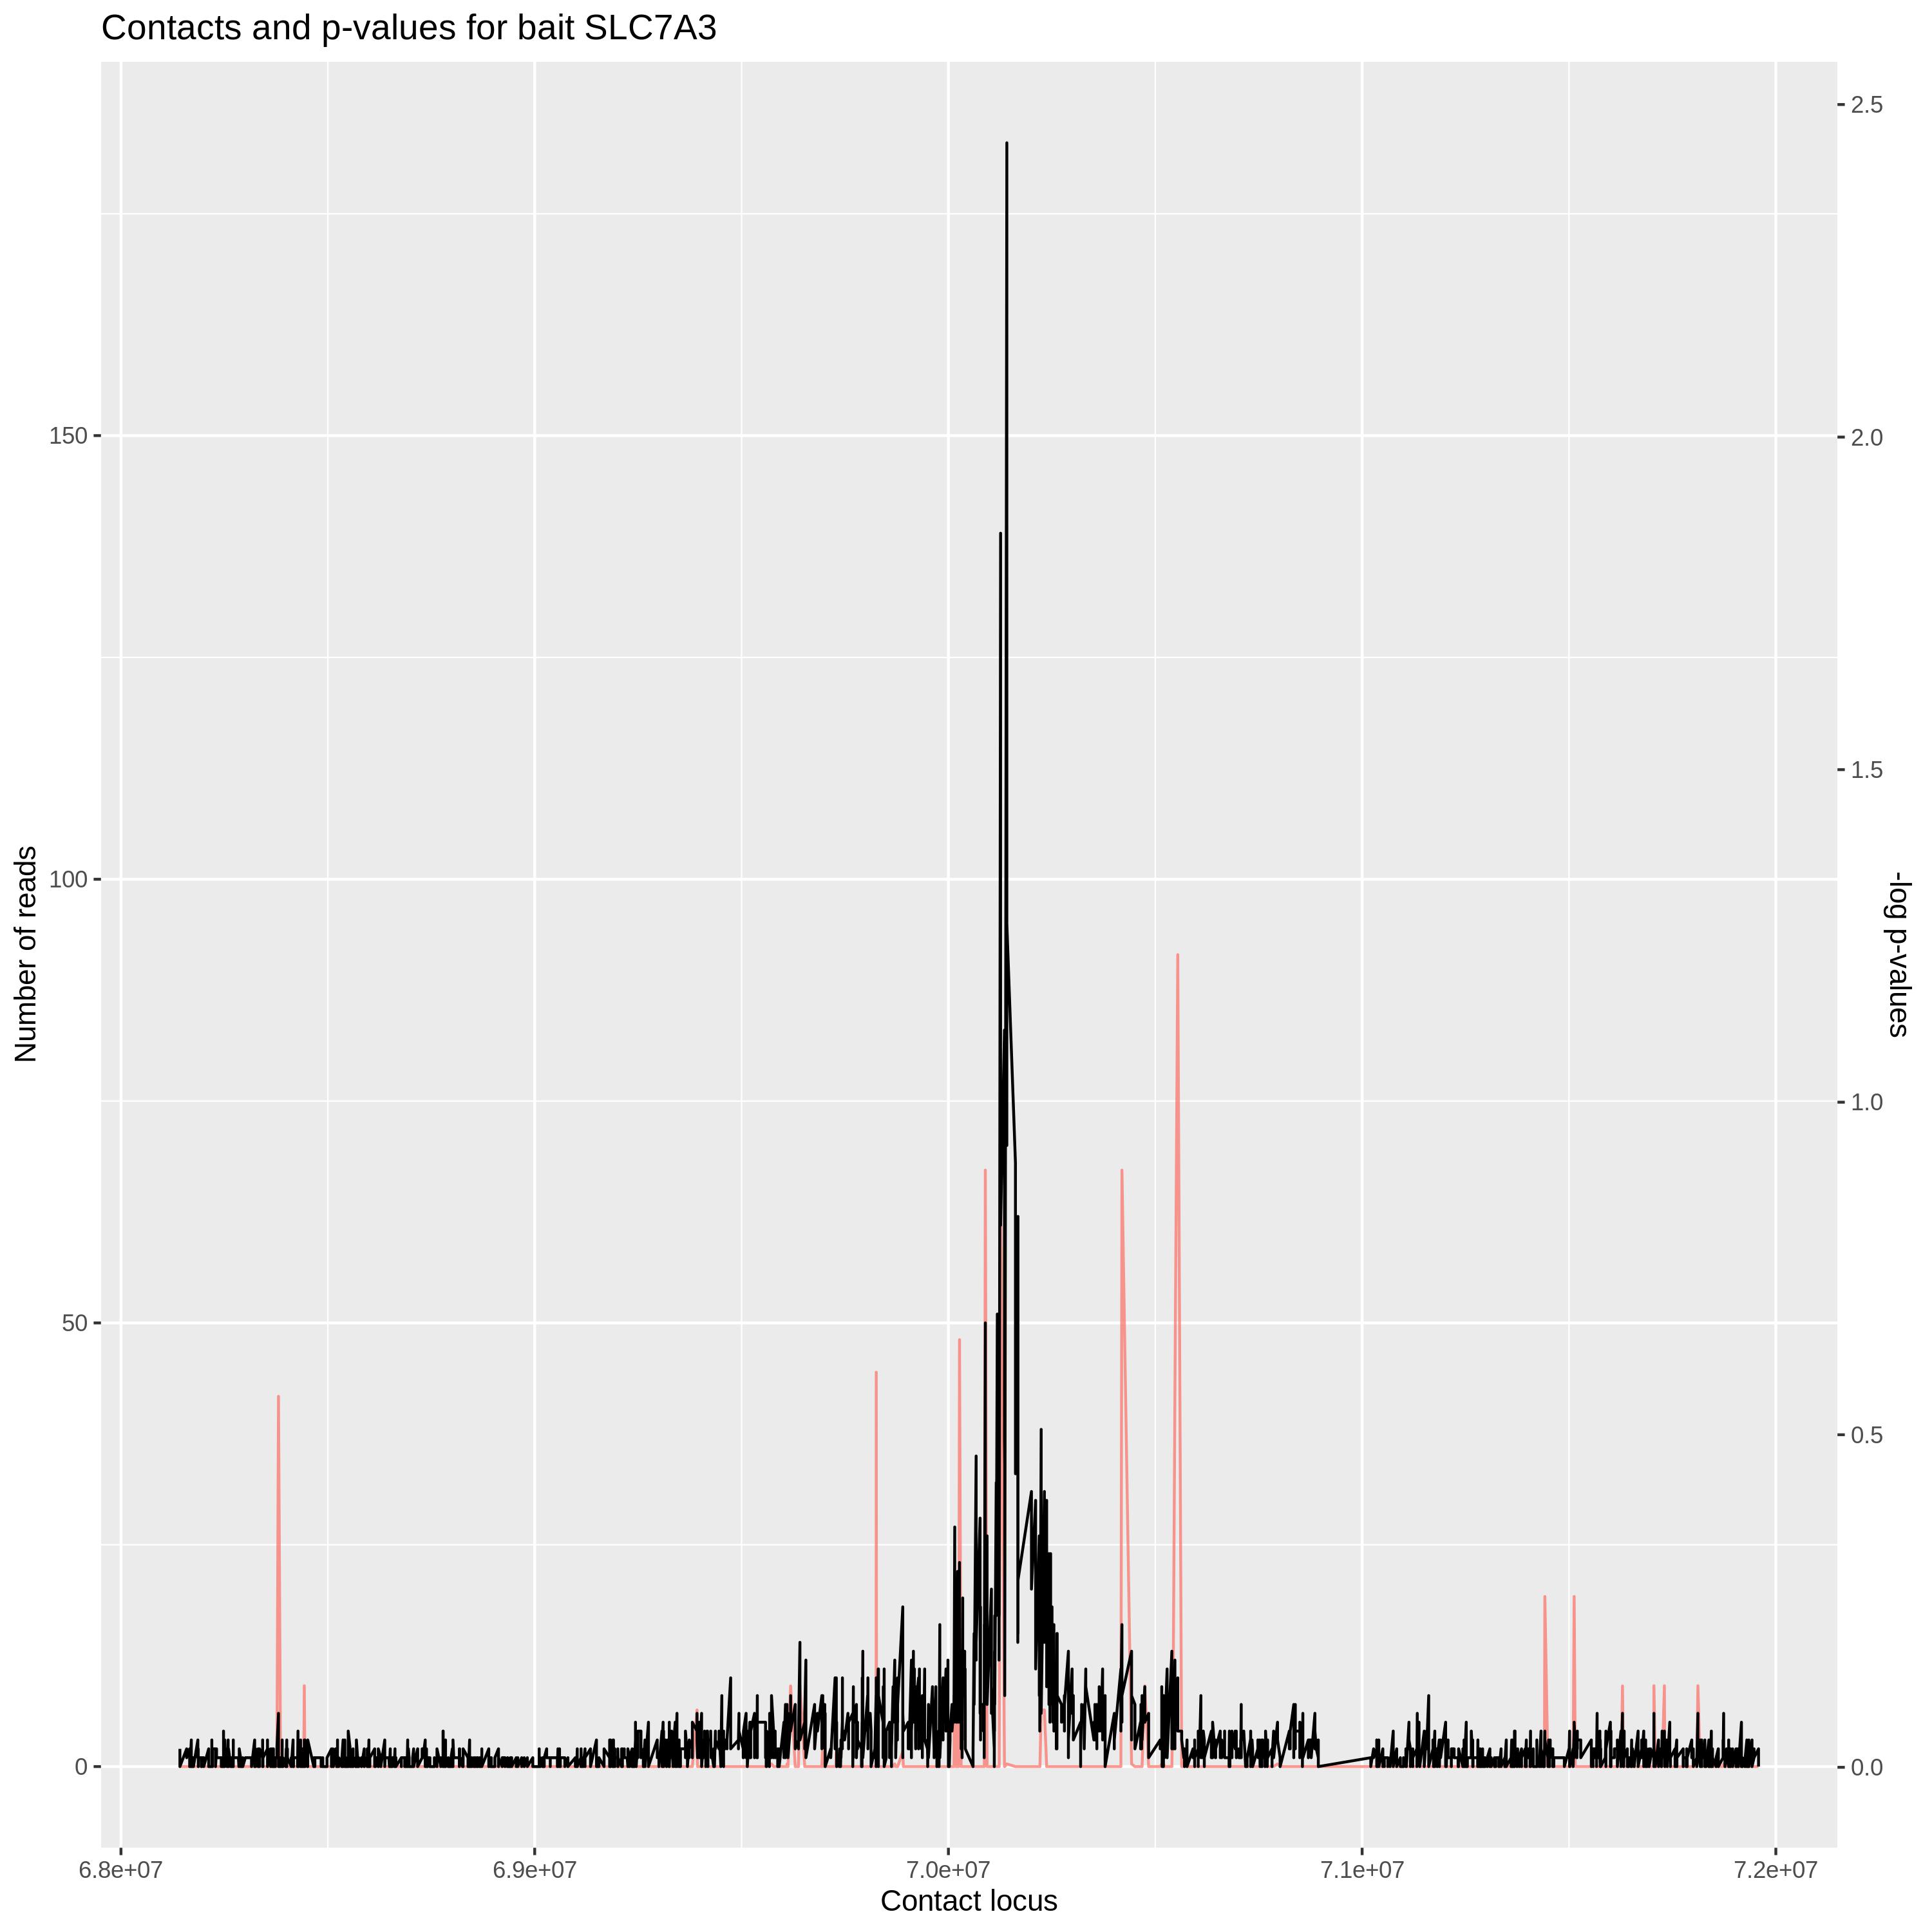 Contacts and p-values for bait SLC7A3
2.5
150
2.0
1.5
100
Number of reads
-log p-values
1.0
50
0.5
0
0.0
6.8e+07
6.9e+07
7.0e+07
7.1e+07
7.2e+07
Contact locus